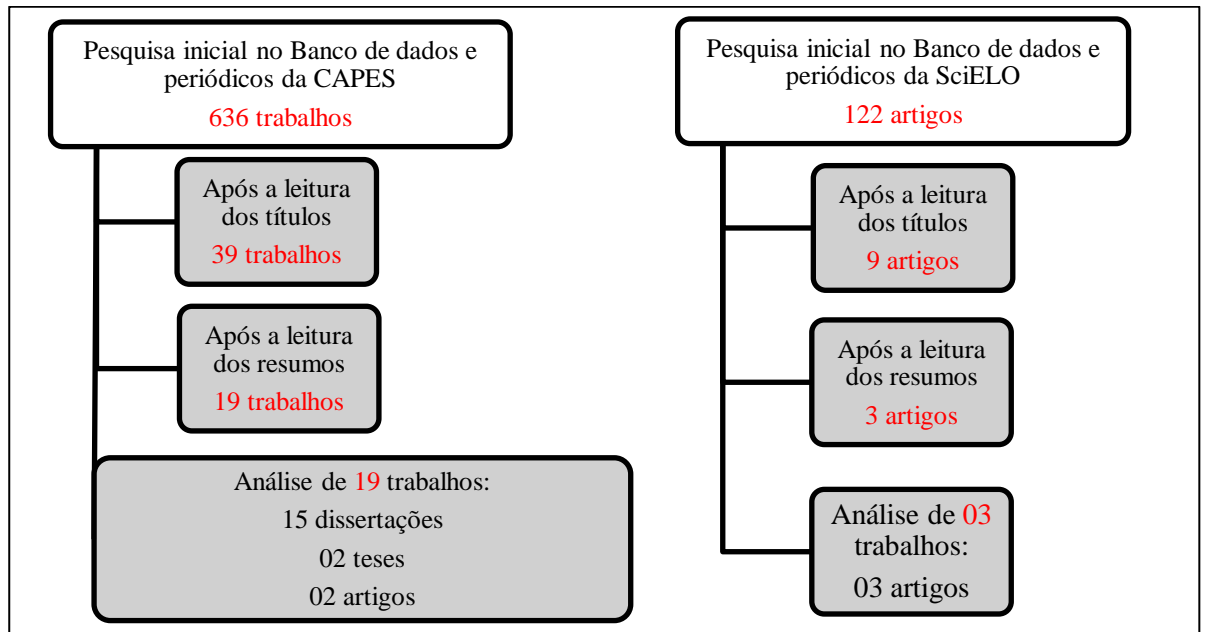 Pesquisa inicial no Banco de dados e
periódicos da CAPES
636 trabalhos
Após a leitura
dos títulos
39 trabalhos
Após a leitura
dos resumos
19 trabalhos
Análise de 19 trabalhos:
15 dissertações
02 teses
02 artigos
Pesquisa inicial no Banco de dados e
periódicos da SciELO
122 artigos
Após a leitura
dos títulos
9 artigos
Após a leitura
dos resumos
3 artigos
Análise de 03
trabalhos:
03 artigos